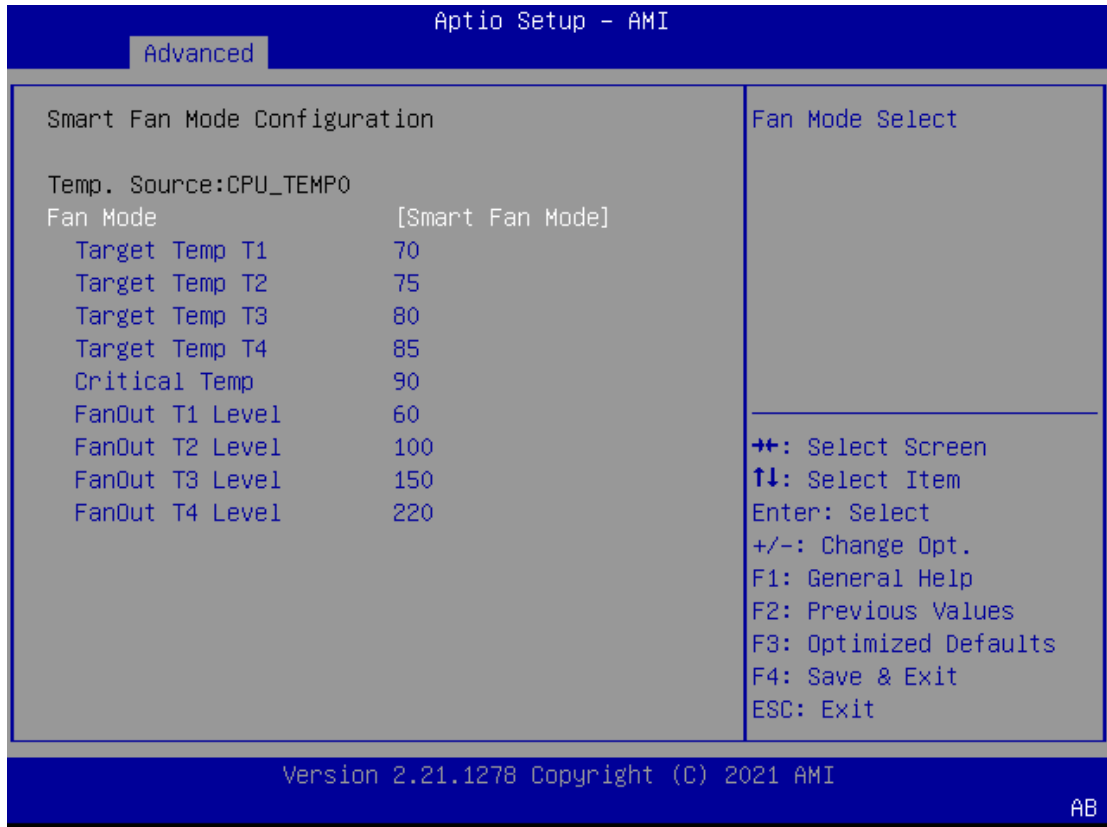 Aptio Setup – AMI
Advanced
Smart Fan Mode Configuration
Temp. Source:CPU_TEMP0
Fan Mode [Smart Fan Mode]
Target Temp T1 70
Target Temp T2 75
Target Temp T3 80
Target Temp T4 85
Critical Temp 90
FanOut T1 Level 60
FanOut T2 Level 100
FanOut T3 Level 150
FanOut T4 Level 220
Fan Mode Select
→←: Select Screen
↑↓: Select Item
Enter: Select
+/-: Change Opt.
F1: General Help
F2: Previous Values
F3: Optimized Defaults
F4: Save & Exit
ESC: Exit
Version 2.21.1278 Copyright (C) 2021 AMI
AB